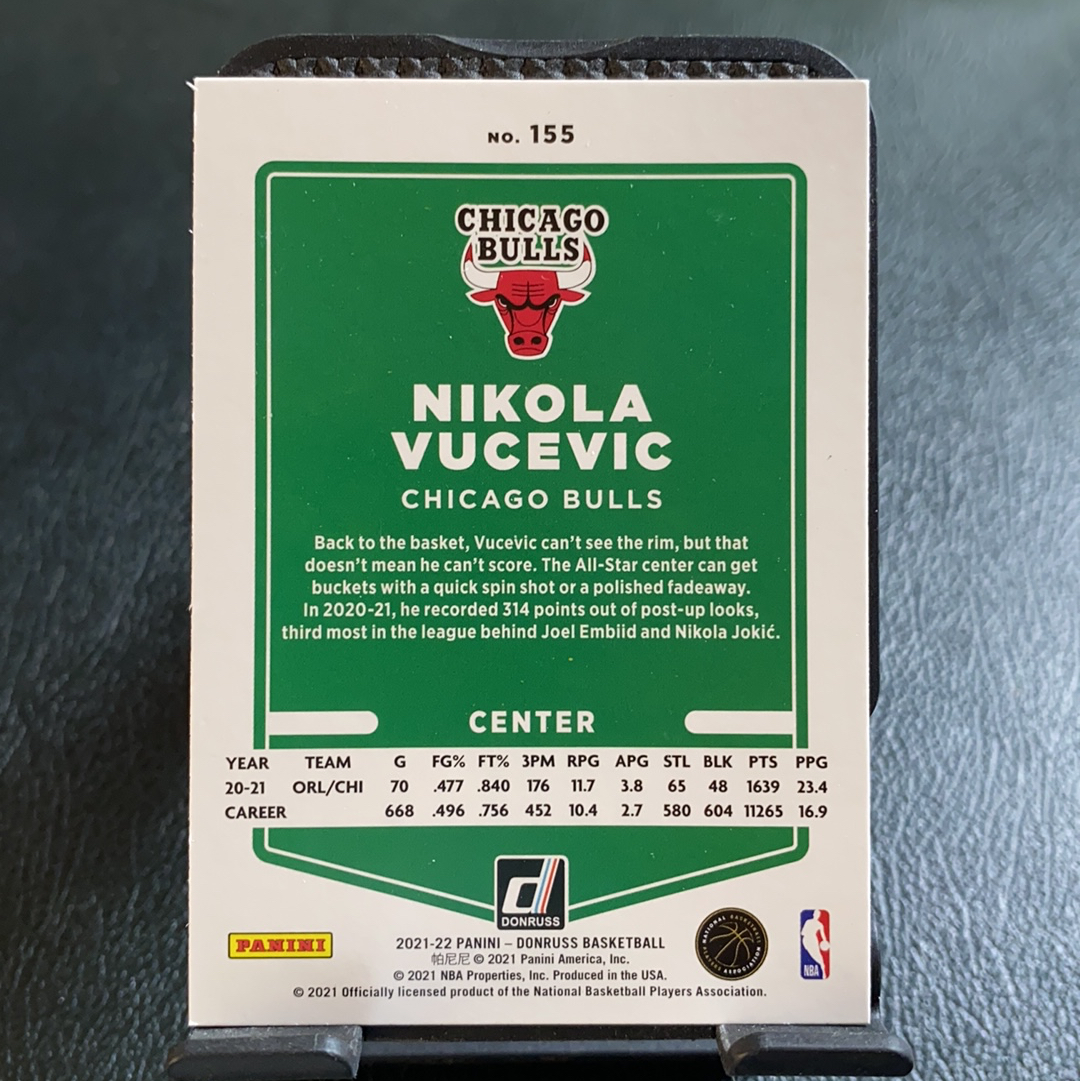 NO. 155
CHICAGO
BULLS
NIKOLA
VUCEVIC
CHICAGO BULLS
Back to the basket, Vucevic can't see the rim, but that
doesn't mean he can't score. The All-Star center can get
buckets with a quick spin shot or a polished fadeaway.
In 2020-21, he recorded 314 points out of post-up looks,
third most in the league behind Joel Embiid and Nikola Jokić.
CENTER
YEAR TEAM G FG% FT% 3PM RPG APG STL BLK PTS PPG
20-21 ORL/CHI 70 .477 .840 176 11.7 3.8 65 48 1639 23.4
CAREER 668 .496 .756 452 10.4 2.7 580 604 11265 16.9
DONRUSS
PANINI
2021-22 PANINI – DONRUSS BASKETBALL
帕尼尼 © 2021 Panini America, Inc.
© 2021 NBA Properties, Inc. Produced in the USA.
© 2021 Officially licensed product of the National Basketball Players Association.
NATIONAL BASKETBALL PLAYERS ASSOCIATION
NBA